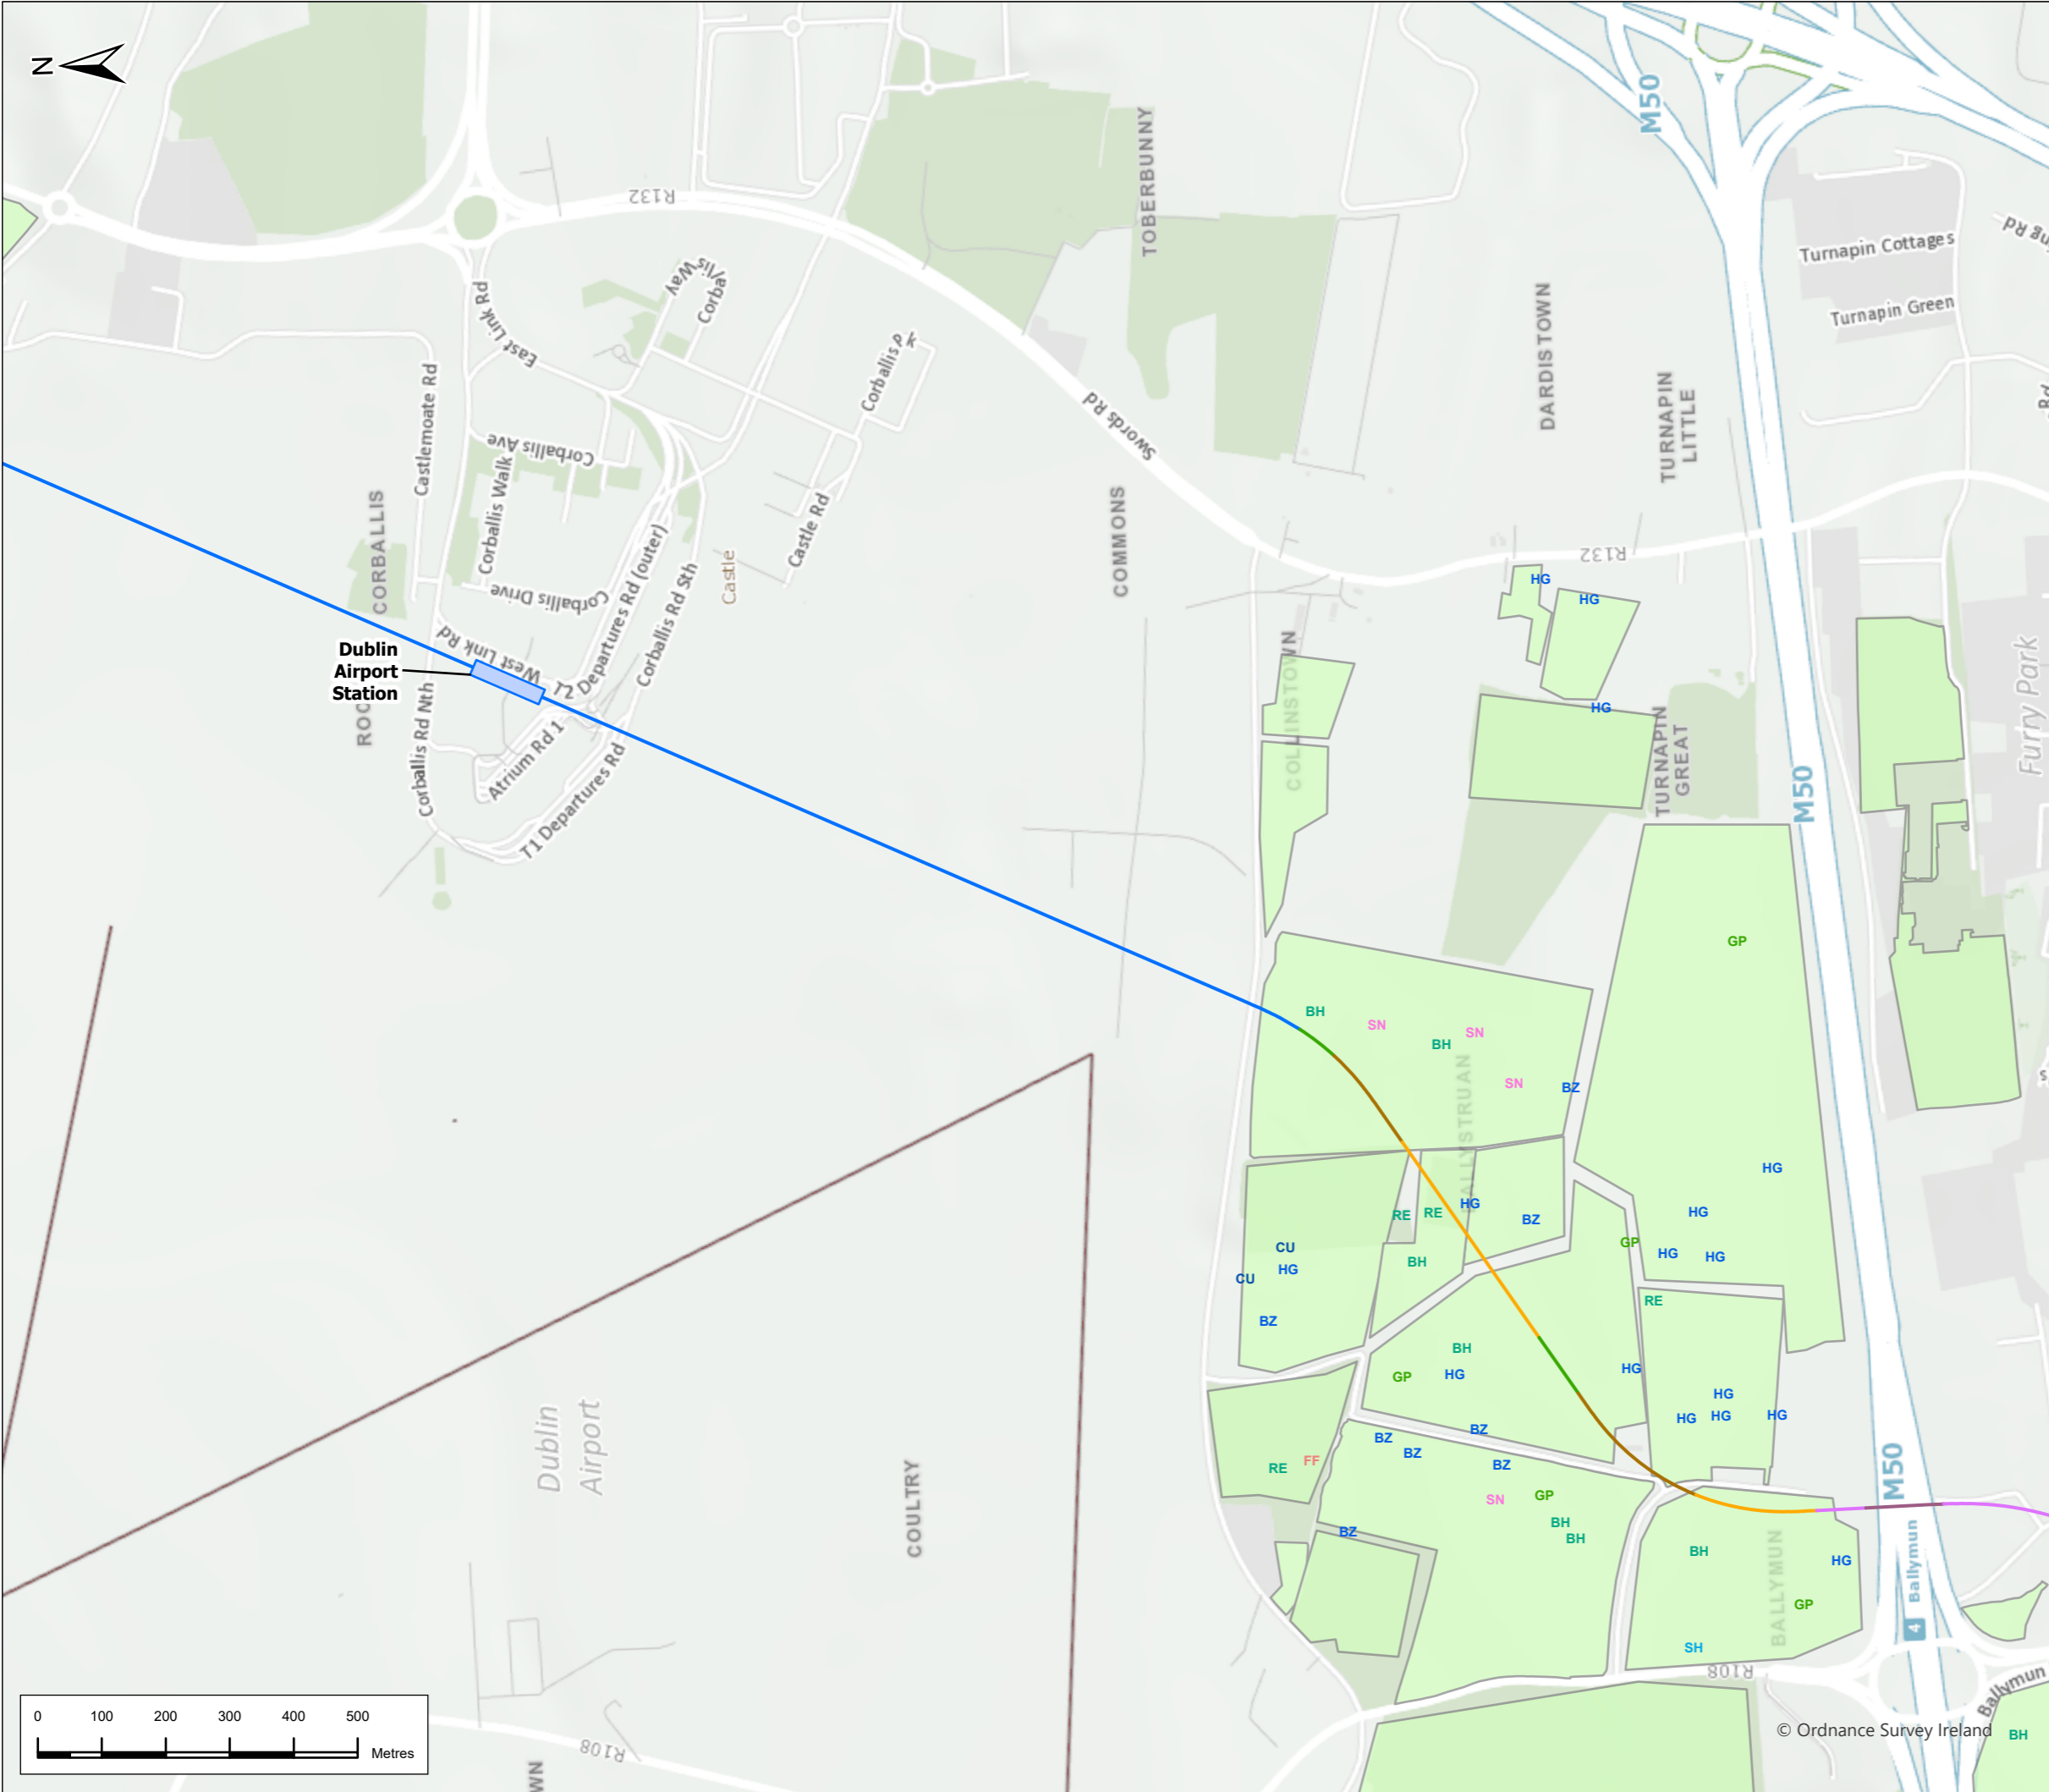 N
M50
R132
TOBERBUNNY
Turnapin Cottages
Turnapin Green
East Link Rd
Corballis
Way
Corballis Pk
Castlemoate Rd
Corballis Ave
Corballis Walk
CORBALLIS
Corballis Drive
Castle Rd
Castle
Swords Rd
DARDISTOWN
TURNAPIN
LITTLE
COMMONS
R132
HG
HG
HG
Dublin
Airport
Station
West Link Rd
T2 Departures Rd (outer)
Corballis Rd Sth
Corballis Rd Nth
Atrium Rd 1
T1 Departures Rd
COLLINSTOWN
TURNAPIN
GREAT
M50
Furry Park
Rd
GP
BH
SN
SN
BH
SN
BZ
BALLYSTRUAN
HG
RE
RE
HG
BZ
HG
CU
HG
CU
BH
GP
HG
HG
BZ
RE
BH
GP
HG
HG
HG
HG
HG
HG
BZ
BZ
BZ
BZ
RE
FF
SN
GP
BZ
BH
BH
BH
HG
GP
SH
BALLYMUN
M50
4 Ballymun
Dublin
Airport
COULTRY
R108
R108
Ballymun
BH
WN
0 100 200 300 400 500
Metres
© Ordnance Survey Ireland